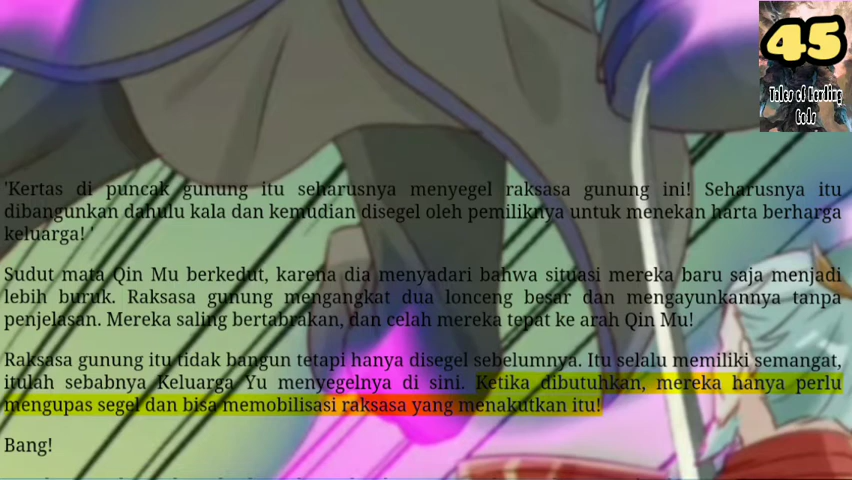 45
Tales of Herding
Gods
'Kertas di puncak gunung itu seharusnya menyegel raksasa gunung ini! Seharusnya itu
dibangunkan dahulu kala dan kemudian disegel oleh pemiliknya untuk menekan harta berharga
keluarga! '
Sudut mata Qin Mu berkedut, karena dia menyadari bahwa situasi mereka baru saja menjadi
lebih buruk. Raksasa gunung mengangkat dua lonceng besar dan mengayunkannya tanpa
penjelasan. Mereka saling bertabrakan, dan celah mereka tepat ke arah Qin Mu!
Raksasa gunung itu tidak bangun tetapi hanya disegel sebelumnya. Itu selalu memiliki semangat,
itulah sebabnya Keluarga Yu menyegelnya di sini. Ketika dibutuhkan, mereka hanya perlu
mengupas segel dan bisa memobilisasi raksasa yang menakutkan itu!
Bang!